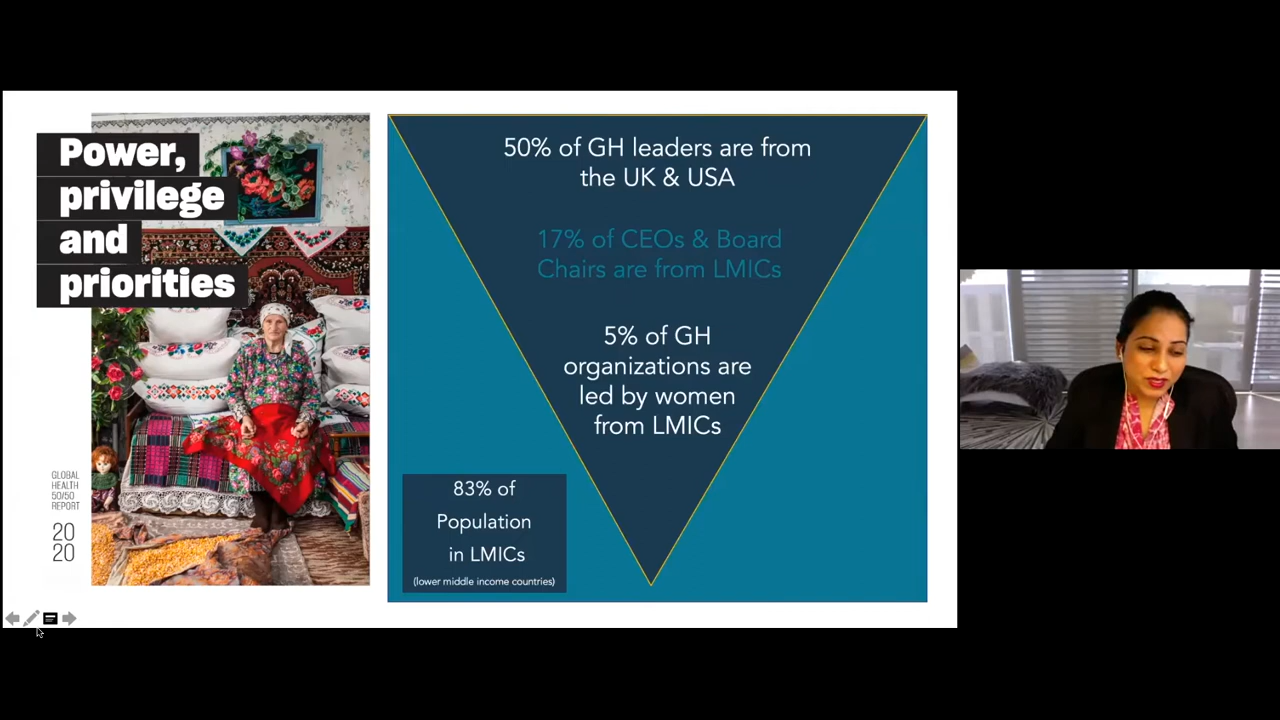 Power,
privilege
and
priorities
GLOBAL
HEALTH
50/50
REPORT
20
20
50% of GH leaders are from
the UK & USA
17% of CEOs & Board
Chairs are from LMICs
5% of GH
organizations are
led by women
from LMICs
83% of
Population
in LMICs
(lower middle income countries)